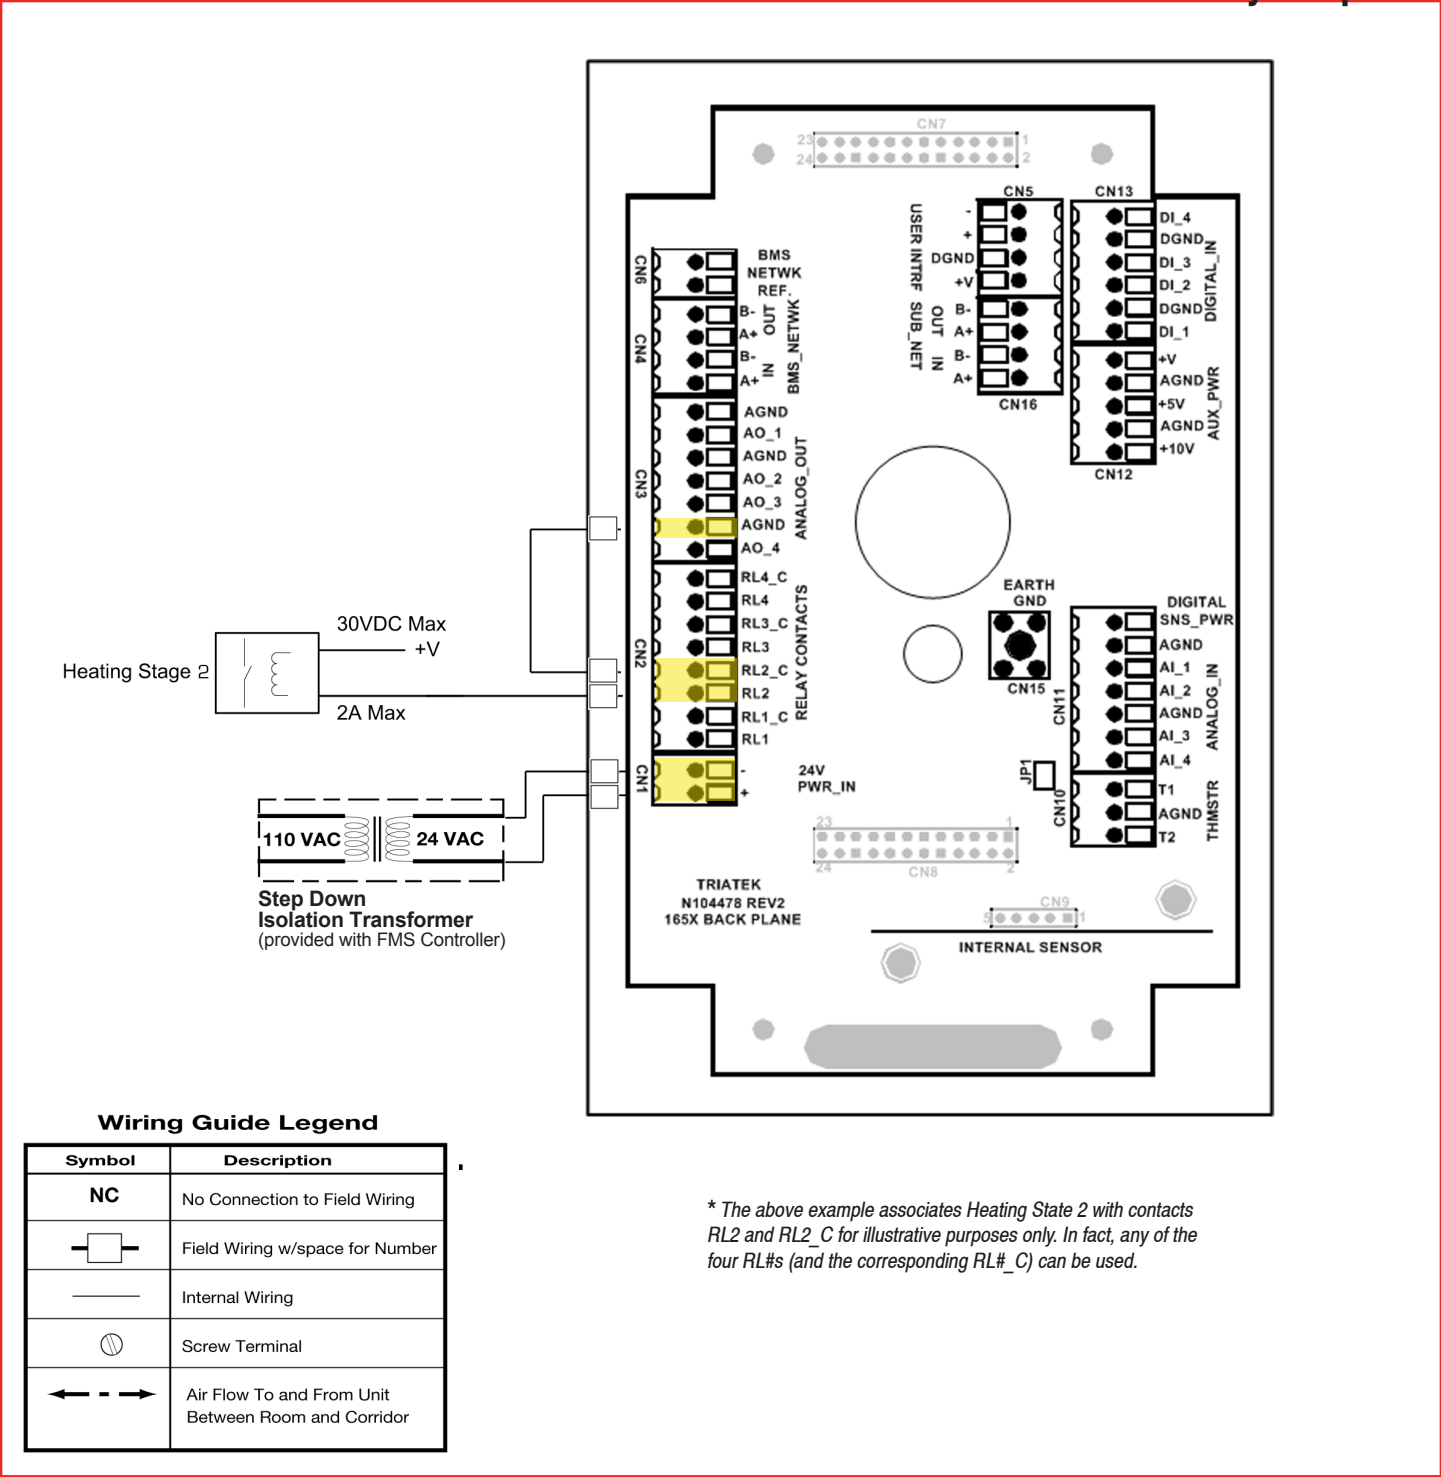 CN7
23
1
24
2
CN5
CN13
USER INTRF
-
+
DGND
+V
DI_4
DGND
DI_3
DI_2
DGND
DI_1
DIGITAL_IN
CN6
BMS
NETWK
REF.
CN4
B-
A+
B-
A+
OUT
IN
BMS_NETWK
SUB_NET
OUT
IN
B-
A+
B-
A+
CN16
+V
AGND
+5V
AGND
+10V
AUX_PWR
CN12
CN3
AGND
AO_1
AGND
AO_2
AO_3
AGND
AO_4
ANALOG_OUT
CN2
RL4_C
RL4
RL3_C
RL3
RL2_C
RL2
RL1_C
RL1
RELAY CONTACTS
EARTH
GND
CN15
DIGITAL
SNS_PWR
AGND
AI_1
AI_2
AGND
AI_3
AI_4
CN11
ANALOG_IN
30VDC Max
+V
Heating Stage 2
2A Max
CN1
-
+
24V
PWR_IN
JP1
CN10
T1
AGND
T2
THMSTR
110 VAC
24 VAC
Step Down
Isolation Transformer
(provided with FMS Controller)
23
1
24
2
CN8
TRIATEK
N104478 REV2
165X BACK PLANE
CN9
5
1
INTERNAL SENSOR
Wiring Guide Legend
Symbol
Description
NC
No Connection to Field Wiring
Field Wiring w/space for Number
Internal Wiring
Screw Terminal
Air Flow To and From Unit
Between Room and Corridor
* The above example associates Heating State 2 with contacts
RL2 and RL2_C for illustrative purposes only. In fact, any of the
four RL#s (and the corresponding RL#_C) can be used.